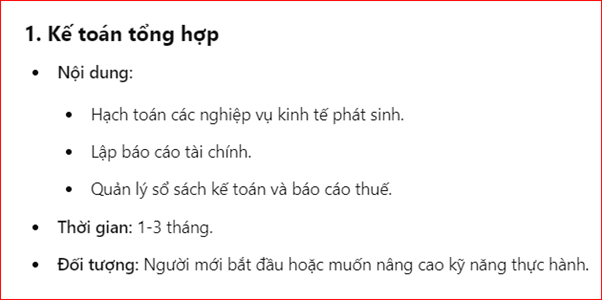 1. Kế toán tổng hợp
• Nội dung:
• Hạch toán các nghiệp vụ kinh tế phát sinh.
• Lập báo cáo tài chính.
• Quản lý sổ sách kế toán và báo cáo thuế.
• Thời gian: 1-3 tháng.
• Đối tượng: Người mới bắt đầu hoặc muốn nâng cao kỹ năng thực hành.